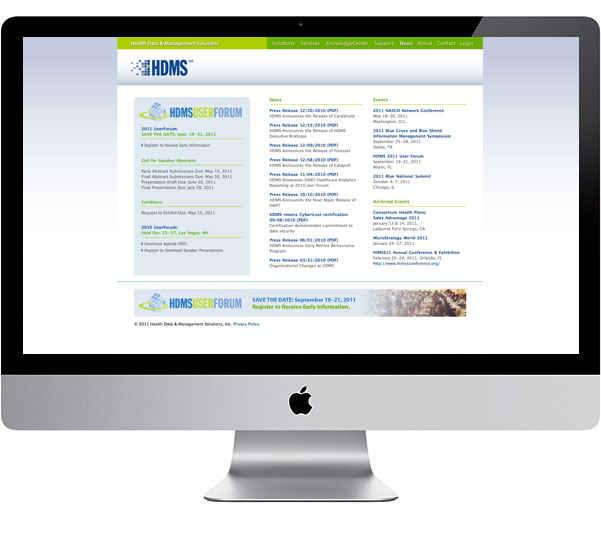 Health Data & Management Solutions
Solutions Services KnowledgeCenter Support News About Contact Login
HDMS
HDMSUSERFORUM
2011 UserForum:
SAVE THE DATE: Sept. 19-21, 2011
Register to Receive Early Information
Call for Speaker Abstracts
Early Abstract Submissions Due: May 15, 2011
Final Abstract Submissions Due: May 30, 2011
Presentation Draft Due: June 20, 2011
Final Presentation Due: July 29, 2011
Exhibitors
Request to Exhibit Due: May 15, 2011
2010 UserForum:
Held Oct. 25-27, Las Vegas, NV
Download Agenda (PDF)
Register to Download Speaker Presentations
News
Press Release 12/20/2010 (PDF)
HDMS Announces the Release of CareShield
Press Release 12/15/2010 (PDF)
HDMS Announces the Release of HDMS
Executive Briefcase
Press Release 12/09/2010 (PDF)
HDMS Announces the Release of Forecast
Press Release 12/08/2010 (PDF)
HDMS Announces the Release of Catapult
Press Release 11/04/2010 (PDF)
HDMS Showcases DART Healthcare Analytics
Reporting at 2010 User Forum
Press Release 10/10/2010 (PDF)
HDMS Announces the Next Major Release of
DART
HDMS retains Cybertrust certification
09/08/2010 (PDF)
Certification demonstrates commitment to
data security
Press Release 06/01/2010 (PDF)
HDMS Announces Early Retiree Reinsurance
Program
Press Release 03/31/2010 (PDF)
Organizational Changes at HDMS
Events
2011 NASCO Network Conference
May 18-20, 2011
Washington, D.C.
2011 Blue Cross and Blue Shield
Information Management Symposium
September 25-28, 2011
Dallas, TX
HDMS 2011 User Forum
September 19-21, 2011
Miami, FL
2011 Blue National Summit
October 4-7, 2011
Chicago, IL
Archived Events
Consortium Health Plans:
Sales Advantage 2011
January 13 & 14, 2011,
LaQuinta Palm Springs, CA
MicroStrategy World 2011
January 24-27, 2011
HIMSS11 Annual Conference & Exhibition
February 20-24, 2011, Orlando, FL
http://www.himssconference.org/
HDMSUSERFORUM
SAVE THE DATE: September 19-21, 2011
Register to Receive Early Information.
© 2011 Health Data & Management Solutions, Inc. Privacy Policy